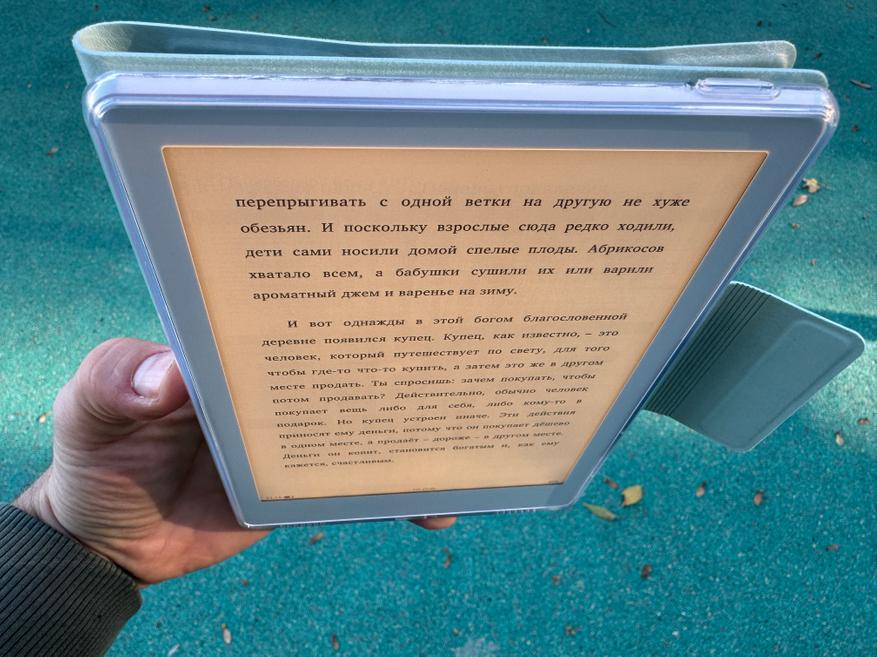 перепрыгивать с одной ветки на другую не хуже
обезьян. И поскольку взрослые сюда редко ходили,
дети сами носили домой спелые плоды. Абрикосов
хватало всем, а бабушки сушили их или варили
ароматный джем и варенье на зиму.
И вот однажды в этой богом благословенной
деревне появился купец. Купец, как известно, – это
человек, который путешествует по свету, для того
чтобы где-то что-то купить, а затем это же в другом
месте продать. Ты спросишь: зачем покупать, чтобы
потом продавать? Действительно, обычно человек
покупает вещь либо для себя, либо кому-то в
подарок. Но купец устроен иначе. Эти действия
приносят ему деньги, потому что он покупает дёшево
в одном месте, а продаёт – дороже – в другом месте.
Деньги он копит, становится богатым и, как ему
кажется, счастливым.